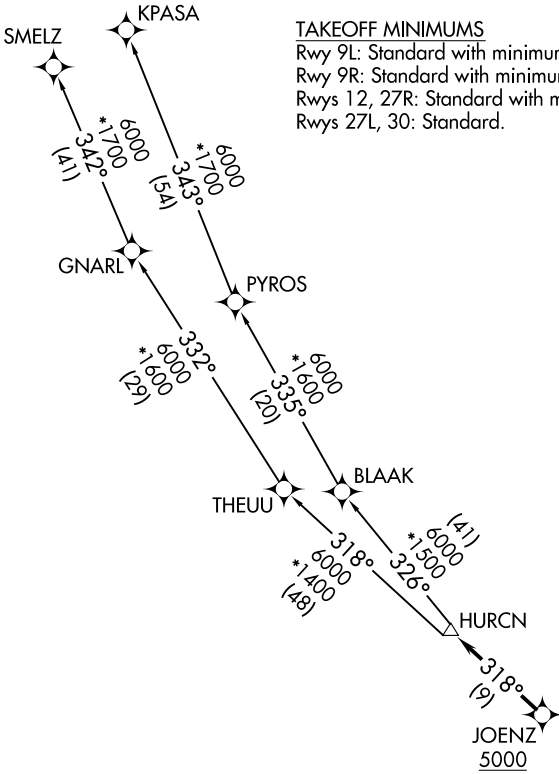 KPASA
SMELZ
TAKEOFF MINIMUMS
Rwy 9L: Standard with
Rwy 9R: Standard with
Rwys 12, 27R: Standard with
Rwys 27L, 30: Standard.
6000
*1700
342°
(41)
6000
*1700
343°
(54)
GNARL
PYROS
332°
6000
*1600
(29)
6000
*1600
335°
(20)
BLAAK
THEUU
318°
6000
*1400
(48)
(41)
6000
*1500
326°
HURCN
318°
(9)
JOENZ
5000